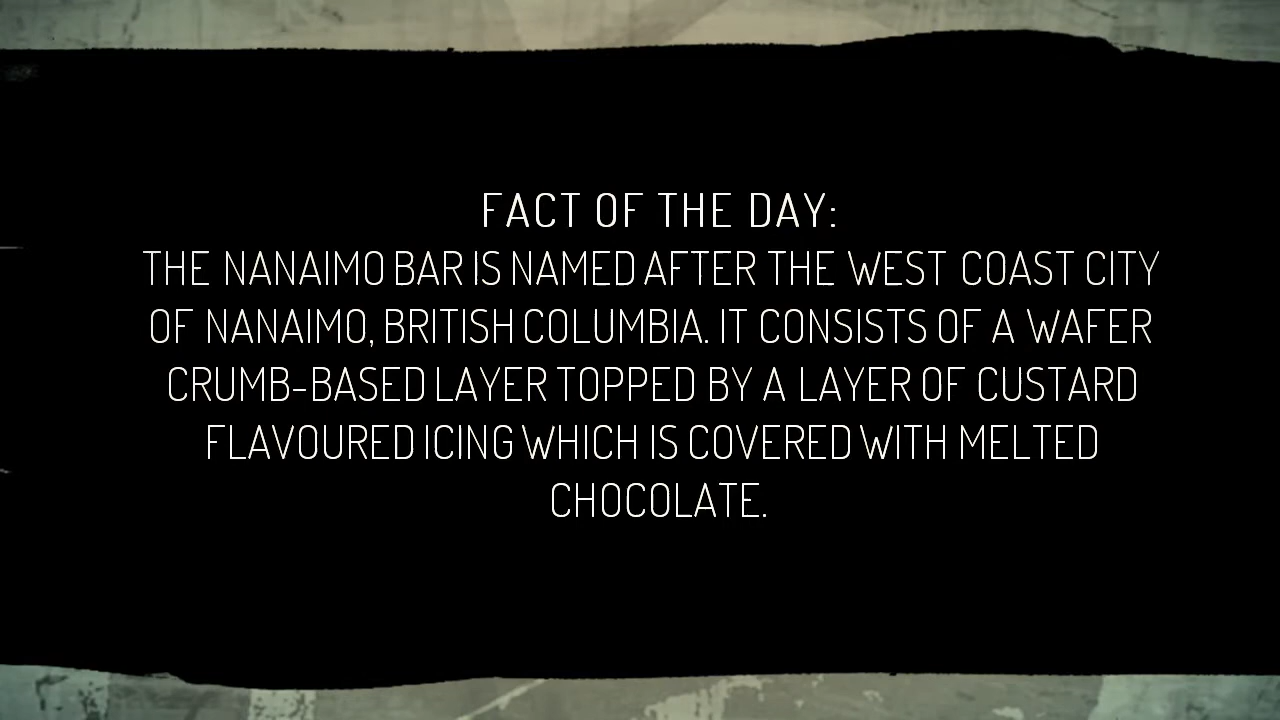 FACT OF THE DAY:
THE NANAIMO BAR IS NAMED AFTER THE WEST COAST CITY
OF NANAIMO, BRITISH COLUMBIA. IT CONSISTS OF A WAFER
CRUMB-BASED LAYER TOPPED BY A LAYER OF CUSTARD
FLAVOURED ICING WHICH IS COVERED WITH MELTED
CHOCOLATE.